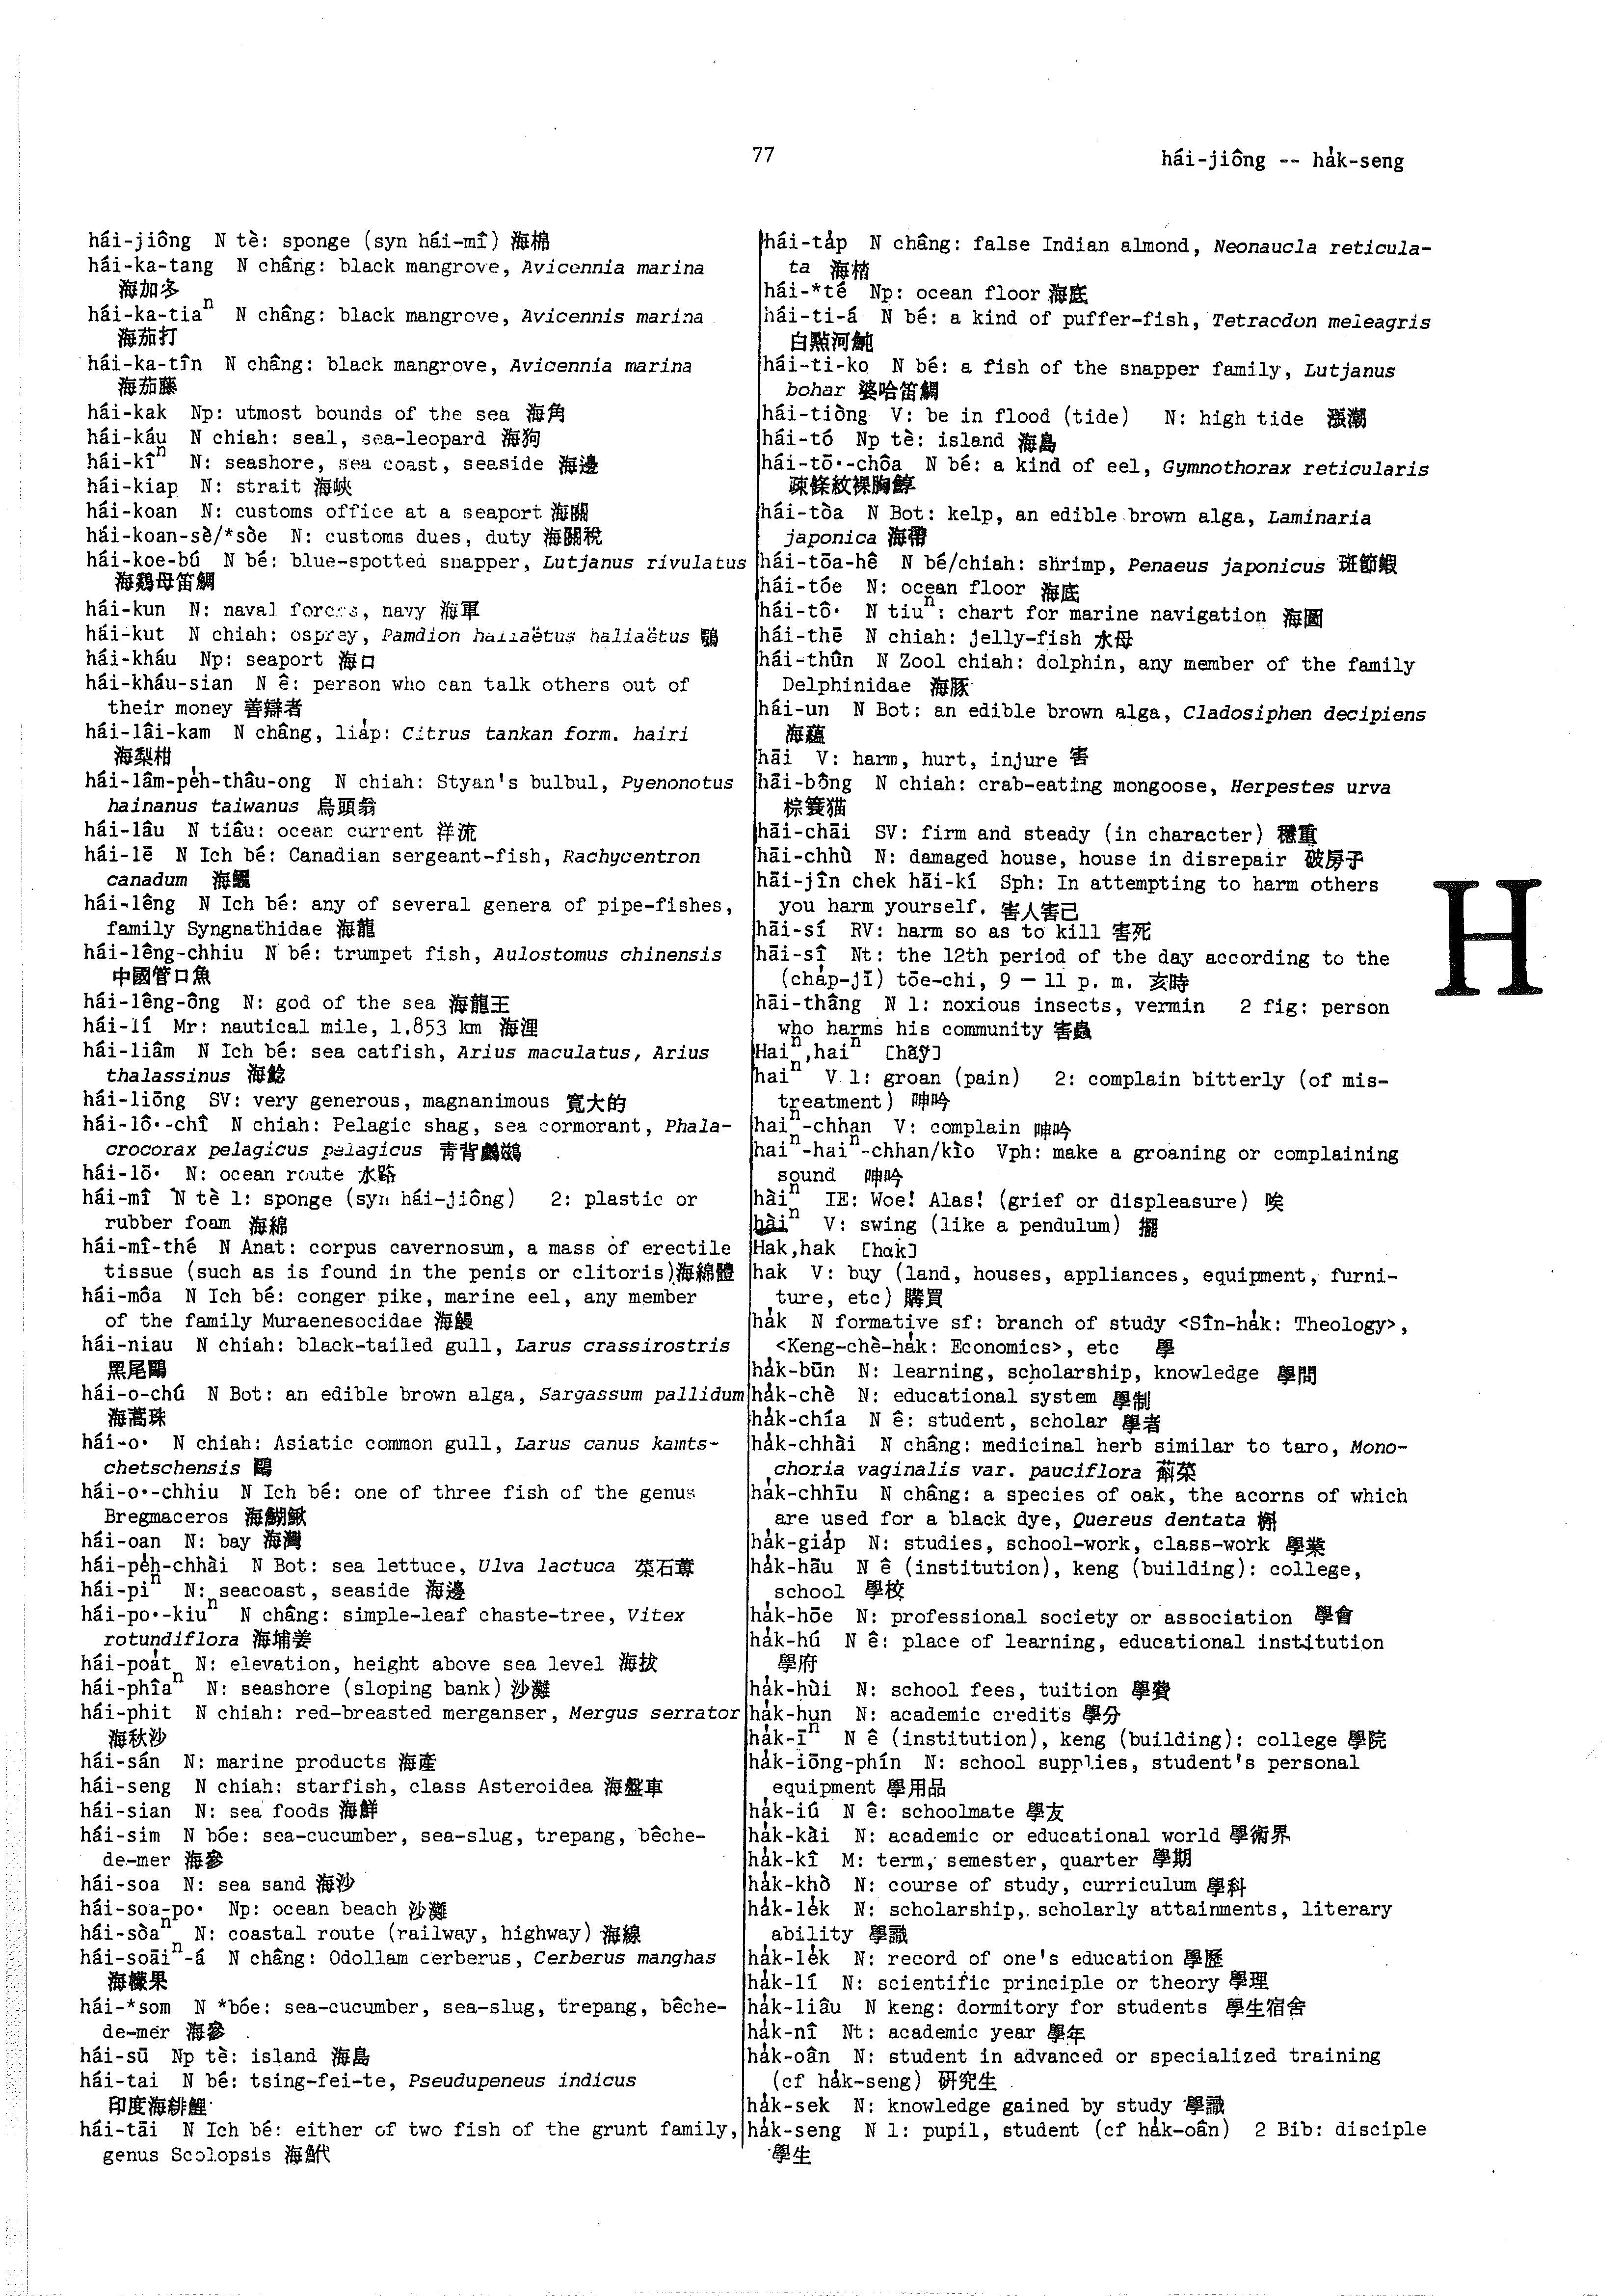 77
hái-jiông -- ha̍k-seng
hái-jiông N tè: sponge (syn hái-mî) 海棉
hái-ka-tang N châng: black mangrove, Avicennia marina
海加冬
hái-ka-tiaⁿ N châng: black mangrove, Avicennis marina
海茄打
hái-ka-tîn N châng: black mangrove, Avicennia marina
海茄藤
hái-kak Np: utmost bounds of the sea 海角
hái-káu N chiah: seal, sea-leopard 海狗
hái-kîⁿ N: seashore, sea coast, seaside 海邊
hái-kiap N: strait 海峽
hái-koan N: customs office at a seaport 海關
hái-koan-sè/*sòe N: customs dues, duty 海關稅
hái-koe-bú N bé: blue-spotted snapper, Lutjanus rivulatus
海鷄母笛鯛
hái-kun N: naval forces, navy 海軍
hái-kut N chiah: osprey, Pamdion haliaëtus haliaëtus 鶚
hái-kháu Np: seaport 海口
hái-kháu-sian N ê: person who can talk others out of
their money 善辯者
hái-lâi-kam N châng, lia̍p: Citrus tankan form. hairi
海梨柑
hái-lâm-pe̍h-thâu-ong N chiah: Styan's bulbul, Pyenonotus
hainanus taiwanus 烏頭翁
hái-lâu N tiâu: ocean current 洋流
hái-lē N Ich bé: Canadian sergeant-fish, Rachycentron
canadum 海鱺
hái-lêng N Ich bé: any of several genera of pipe-fishes,
family Syngnathidae 海龍
hái-lêng-chhiu N bé: trumpet fish, Aulostomus chinensis
中國管口魚
hái-lêng-ông N: god of the sea 海龍王
hái-lí Mr: nautical mile, 1.853 km 海浬
hái-liâm N Ich bé: sea catfish, Arius maculatus, Arius
thalassinus 海鯰
hái-liōng SV: very generous, magnanimous 寬大的
hái-lô·-chî N chiah: Pelagic shag, sea cormorant, Phala-
crocorax pelagicus pelagicus 青背鸕鷀
hái-lō· N: ocean route 水路
hái-mî N tè 1: sponge (syn hái-jiông) 2: plastic or
rubber foam 海綿
hái-mî-thé N Anat: corpus cavernosum, a mass of erectile
tissue (such as is found in the penis or clitoris) 海綿體
hái-môa N Ich bé: conger pike, marine eel, any member
of the family Muraenesocidae 海鰻
hái-niau N chiah: black-tailed gull, Larus crassirostris
黑尾鷗
hái-o-chú N Bot: an edible brown alga, Sargassum pallidum
海蒿珠
hái-o· N chiah: Asiatic common gull, Larus canus kamts-
chetschensis 鷗
hái-o·-chhiu N Ich bé: one of three fish of the genus
Bregmaceros 海鰗鰍
hái-oan N: bay 海灣
hái-pe̍h-chhài N Bot: sea lettuce, Ulva lactuca 菜石蓴
hái-piⁿ N: seacoast, seaside 海邊
hái-po·-kiuⁿ N châng: simple-leaf chaste-tree, Vitex
rotundiflora 海埔姜
hái-poa̍t N: elevation, height above sea level 海拔
hái-phîaⁿ N: seashore (sloping bank) 沙灘
hái-phit N chiah: red-breasted merganser, Mergus serrator
海秋沙
hái-sán N: marine products 海產
hái-seng N chiah: starfish, class Asteroidea 海盤車
hái-sian N: sea foods 海鮮
hái-sim N bóe: sea-cucumber, sea-slug, trepang, bêche-
de-mer 海參
hái-soa N: sea sand 海沙
hái-soa-po· Np: ocean beach 沙灘
hái-sòaⁿ N: coastal route (railway, highway) 海線
hái-soāiⁿ-á N châng: Odollam cerberus, Cerberus manghas
海檬果
hái-*som N *bóe: sea-cucumber, sea-slug, trepang, bêche-
de-mer 海參
hái-sū Np tè: island 海島
hái-tai N bé: tsing-fei-te, Pseudupeneus indicus
印度海緋鯉
hái-tāi N Ich bé: either of two fish of the grunt family,
genus Scolopsis 海鮘
hái-ta̍p N châng: false Indian almond, Neonaucla reticula-
ta 海榙
hái-*té Np: ocean floor 海底
hái-ti-á N bé: a kind of puffer-fish, Tetracdon meleagris
白點河魨
hái-ti-ko N bé: a fish of the snapper family, Lutjanus
bohar 婆哈笛鯛
hái-tiòng V: be in flood (tide) N: high tide 漲潮
hái-tó Np tè: island 海島
hái-tō·-chôa N bé: a kind of eel, Gymnothorax reticularis
疎條紋裸胸鯙
hái-tòa N Bot: kelp, an edible brown alga, Laminaria
japonica 海帶
hái-tōa-hê N bé/chiah: shrimp, Penaeus japonicus 斑節蝦
hái-tóe N: ocean floor 海底
hái-tô· N tiuⁿ: chart for marine navigation 海圖
hái-thē N chiah: jelly-fish 水母
hái-thûn N Zool chiah: dolphin, any member of the family
Delphinidae 海豚
hái-un N Bot: an edible brown alga, Cladosiphen decipiens
海蘊
hāi V: harm, hurt, injure 害
hāi-bông N chiah: crab-eating mongoose, Herpestes urva
棕簑猫
hāi-chāi SV: firm and steady (in character) 穩重
hāi-chhù N: damaged house, house in disrepair 破房子
hāi-jîn chek hāi-kí Sph: In attempting to harm others
you harm yourself. 害人害己
hāi-sí RV: harm so as to kill 害死
hāi-sî Nt: the 12th period of the day according to the
(cha̍p-jī) tōe-chi, 9 — 11 p. m. 亥時
hāi-thâng N 1: noxious insects, vermin 2 fig: person
who harms his community 害蟲
Haiⁿ,haiⁿ [hãỹ]
haiⁿ V 1: groan (pain) 2: complain bitterly (of mis-
treatment) 呻吟
haiⁿ-chhan V: complain 呻吟
haiⁿ-haiⁿ-chhan/kìo Vph: make a groaning or complaining
sound 呻吟
hàiⁿ IE: Woe! Alas! (grief or displeasure) 唉
hàiⁿ V: swing (like a pendulum) 擺
Hak,hak [hɑk]
hak V: buy (land, houses, appliances, equipment, furni-
ture, etc) 購買
ha̍k N formative sf: branch of study <Sîn-ha̍k: Theology>,
<Keng-chè-ha̍k: Economics>, etc 學
ha̍k-būn N: learning, scholarship, knowledge 學問
ha̍k-chè N: educational system 學制
ha̍k-chía N ê: student, scholar 學者
ha̍k-chhài N châng: medicinal herb similar to taro, Mono-
choria vaginalis var. pauciflora 菜
ha̍k-chhīu N châng: a species of oak, the acorns of which
are used for a black dye, Quereus dentata 槲
ha̍k-gia̍p N: studies, school-work, class-work 學業
ha̍k-hāu N ê (institution), keng (building): college,
school 學校
ha̍k-hōe N: professional society or association 學會
ha̍k-hú N ê: place of learning, educational institution
學府
ha̍k-hùi N: school fees, tuition 學費
ha̍k-hun N: academic credits 學分
ha̍k-īⁿ N ê (institution), keng (building): college 學院
ha̍k-iōng-phín N: school supplies, student's personal
equipment 學用品
ha̍k-iú N ê: schoolmate 學友
ha̍k-kài N: academic or educational world 學術界
ha̍k-kî M: term, semester, quarter 學期
ha̍k-khò N: course of study, curriculum 學科
ha̍k-le̍k N: scholarship, scholarly attainments, literary
ability 學識
ha̍k-le̍k N: record of one's education 學歷
ha̍k-lí N: scientific principle or theory 學理
ha̍k-liâu N keng: dormitory for students 學生宿舍
ha̍k-nî Nt: academic year 學年
ha̍k-oân N: student in advanced or specialized training
(cf ha̍k-seng) 研究生
ha̍k-sek N: knowledge gained by study 學識
ha̍k-seng N 1: pupil, student (cf ha̍k-oân) 2 Bib: disciple
學生
H